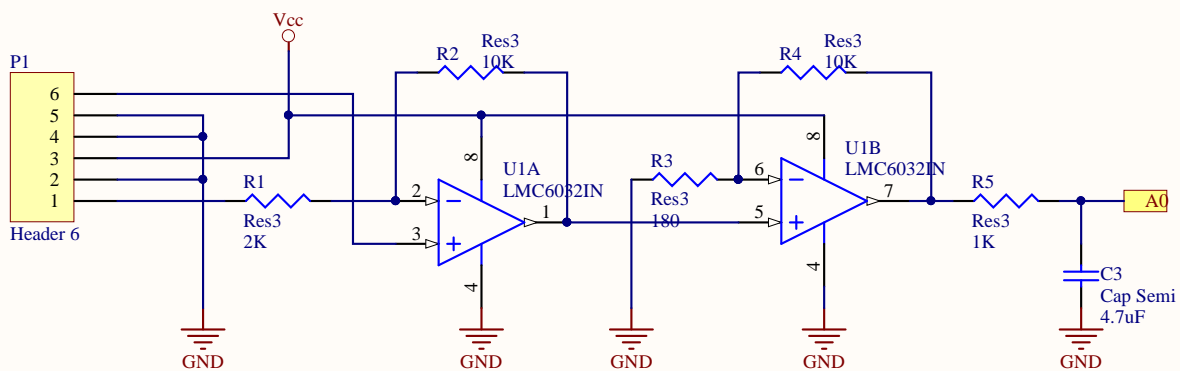 Vcc
P1
6
5
4
3
2
1
Header 6
R1
Res3
2K
R2
Res3
10K
2
3
8
4
1
U1A
LMC6032IN
GND
GND
R3
Res3
180
GND
R4
Res3
10K
6
5
8
4
7
U1B
LMC6032IN
GND
R5
Res3
1K
A0
C3
Cap Semi
4.7uF
GND